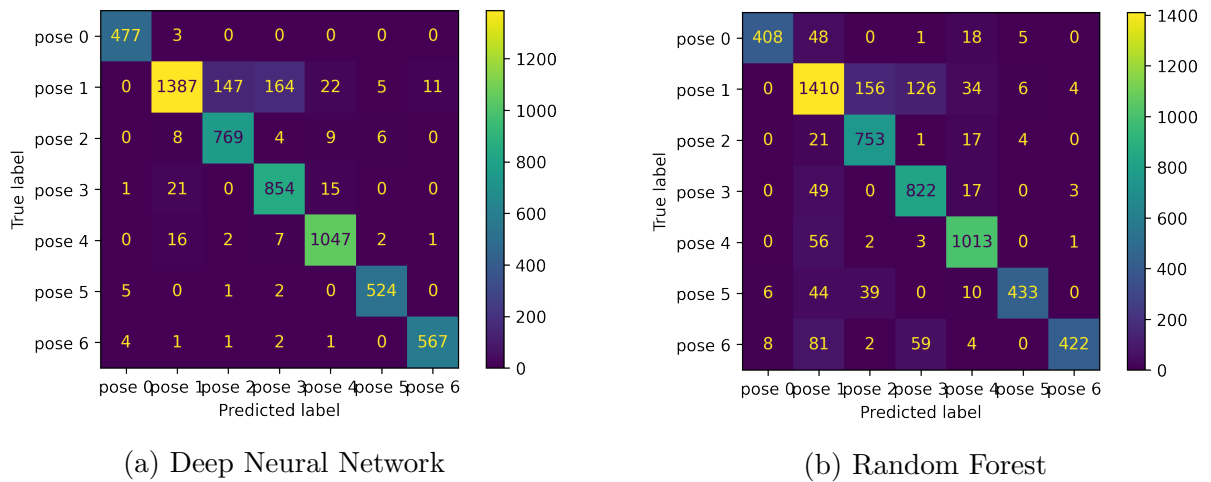 pose 0 477 3 0 0 0 0 0
pose 1 0 1387 147 164 22 5 11
pose 2 0 8 769 4 9 6 0
pose 3 1 21 0 854 15 0 0
pose 4 0 16 2 7 1047 2 1
pose 5 5 0 1 2 0 524 0
pose 6 4 1 1 2 1 0 567
pose 0 pose 1 pose 2 pose 3 pose 4 pose 5 pose 6
Predicted label
True label
1200
1000
800
600
400
200
0
(a) Deep Neural Network
pose 0 408 48 0 1 18 5 0
pose 1 0 1410 156 126 34 6 4
pose 2 0 21 753 1 17 4 0
pose 3 0 49 0 822 17 0 3
pose 4 0 56 2 3 1013 0 1
pose 5 6 44 39 0 10 433 0
pose 6 8 81 2 59 4 0 422
pose 0 pose 1 pose 2 pose 3 pose 4 pose 5 pose 6
Predicted label
True label
1400
1200
1000
800
600
400
200
0
(b) Random Forest